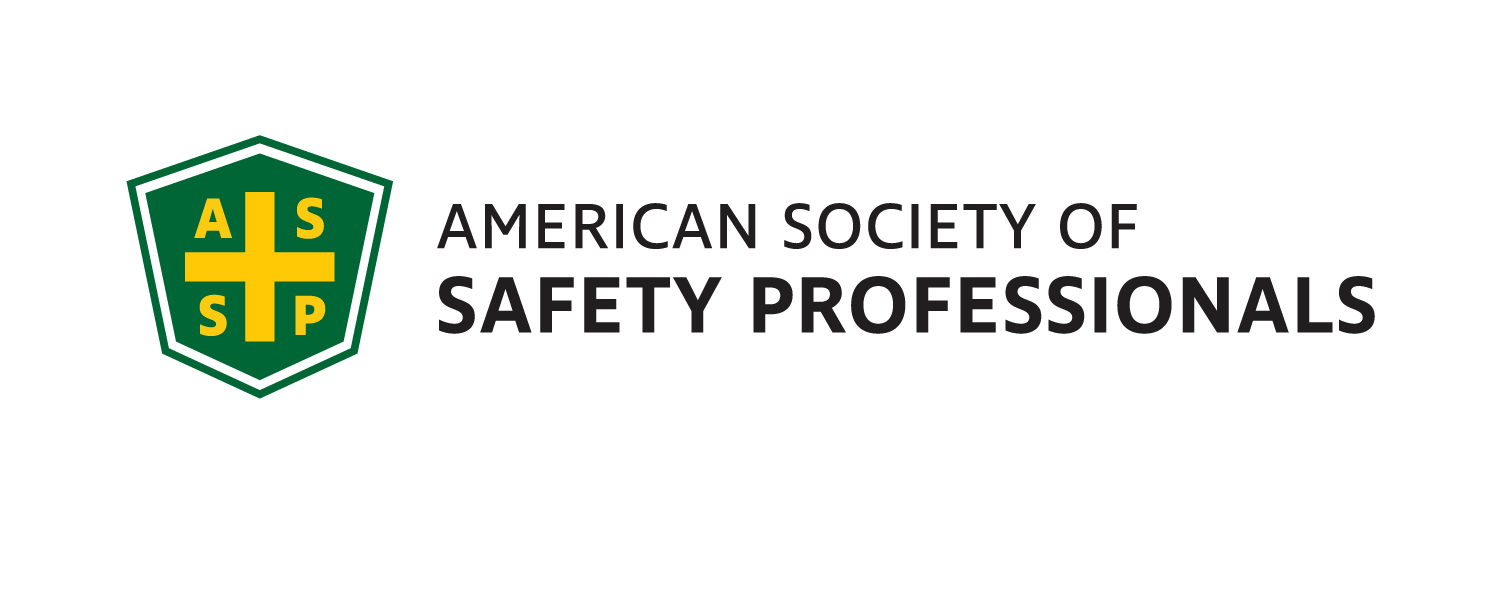 A S
S P
AMERICAN SOCIETY OF
SAFETY PROFESSIONALS